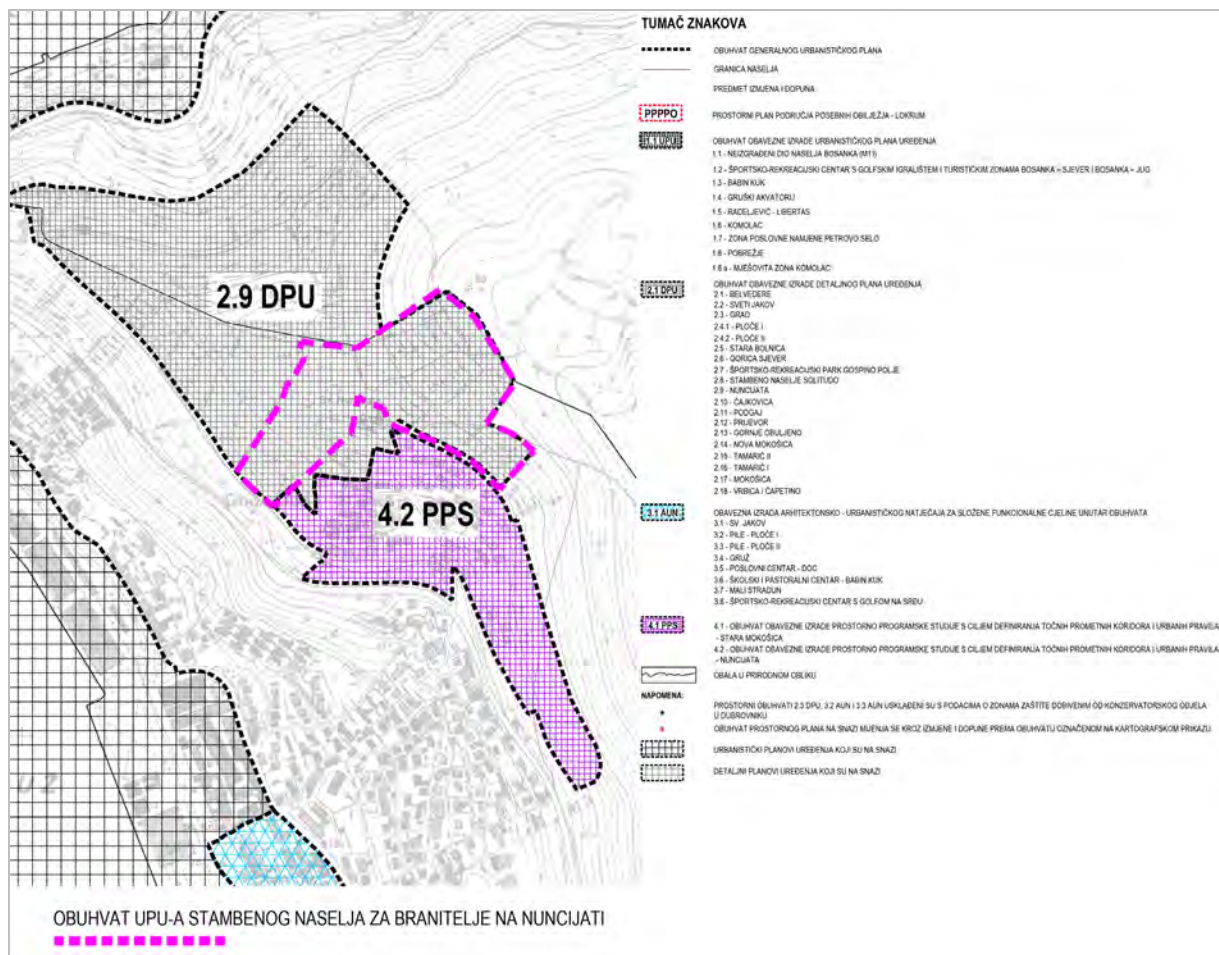 TUMAČ ZNAKOVA
OBUHVAT GENERALNOG URBANISTIČKOG PLANA
GRANICA NASELJA
PREDMET IZMJENA I DOPUNA
PPPPO PROSTORNI PLAN PODRUČJA POSEBNIH OBILJEŽJA - LOKRUM
1.1 UPU OBUHVAT OBAVEZNE IZRADE URBANISTIČKOG PLANA UREĐENJA
1.1 - NEIZGRAĐENI DIO NASELJA BOSANKA (M11)
1.2 - ŠPORTSKO-REKREACIJSKI CENTAR S GOLFSKIM IGRALIŠTEM I TURISTIČKIM ZONAMA BOSANKA – SJEVER I BOSANKA – JUG
1.3 - BABIN KUK
1.4 - GRUŠKI AKVATORIJ
1.5 - RADELJEVIĆ - LIBERTAS
1.6 - KOMOLAC
1.7 - ZONA POSLOVNE NAMJENE PETROVO SELO
1.8 - POBREŽJE
1.6 a - MJEŠOVITA ZONA KOMOLAC
2.1 DPU OBUHVAT OBAVEZNE IZRADE DETALJNOG PLANA UREĐENJA
2.1 - BELVEDERE
2.2 - SVETI JAKOV
2.3 - GRAD
2.4.1 - PLOČE I
2.4.2 - PLOČE II
2.5 - STARA BOLNICA
2.6 - GORICA SJEVER
2.7 - ŠPORTSKO-REKREACIJSKI PARK GOSPINO POLJE
2.8 - STAMBENO NASELJE SOLITUDO
2.9 - NUNCIJATA
2.10 - ČAJKOVICA
2.11 - PODGAJ
2.12 - PRIJEVOR
2.13 - GORNJE OBULJENO
2.14 - NOVA MOKOŠICA
2.15 - TAMARIĆ II
2.16 - TAMARIĆ I
2.17 - MOKOŠICA
2.18 - VRBICA I ČAPETINO
3.1 AUN OBAVEZNA IZRADA ARHITEKTONSKO - URBANISTIČKOG NATJEČAJA ZA SLOŽENE FUNKCIONALNE CJELINE UNUTAR OBUHVATA
3.1 - SV. JAKOV
3.2 - PILE - PLOČE I
3.3 - PILE - PLOČE II
3.4 - GRUŽ
3.5 - POSLOVNI CENTAR - DOC
3.6 - ŠKOLSKI I PASTORALNI CENTAR - BABIN KUK
3.7 - MALI STRADUN
3.8 - ŠPORTSKO-REKREACIJSKI CENTAR S GOLFOM NA SRĐU
4.1 PPS 4.1 - OBUHVAT OBAVEZNE IZRADE PROSTORNO PROGRAMSKE STUDIJE S CILJEM DEFINIRANJA TOČNIH PROMETNIH KORIDORA I URBANIH PRAVILA
- STARA MOKOŠICA
4.2 - OBUHVAT OBAVEZNE IZRADE PROSTORNO PROGRAMSKE STUDIJE S CILJEM DEFINIRANJA TOČNIH PROMETNIH KORIDORA I URBANIH PRAVILA
- NUNCIJATA
OBALA U PRIRODNOM OBLIKU
NAPOMENA:
* PROSTORNI OBUHVATI 2.3 DPU, 3.2 AUN I 3.3 AUN USKLAĐENI SU S PODACIMA O ZONAMA ZAŠTITE DOBIVENIM OD KONZERVATORSKOG ODJELA
U DUBROVNIKU
* OBUHVAT PROSTORNOG PLANA NA SNAZI MIJENJA SE KROZ IZMJENE I DOPUNE PREMA OBUHVATU OZNAČENOM NA KARTOGRAFSKOM PRIKAZU
URBANISTIČKI PLANOVI UREĐENJA KOJI SU NA SNAZI
DETALJNI PLANOVI UREĐENJA KOJI SU NA SNAZI
2.9 DPU
4.2 PPS
U Z
OBUHVAT UPU-A STAMBENOG NASELJA ZA BRANITELJE NA NUNCIJATI